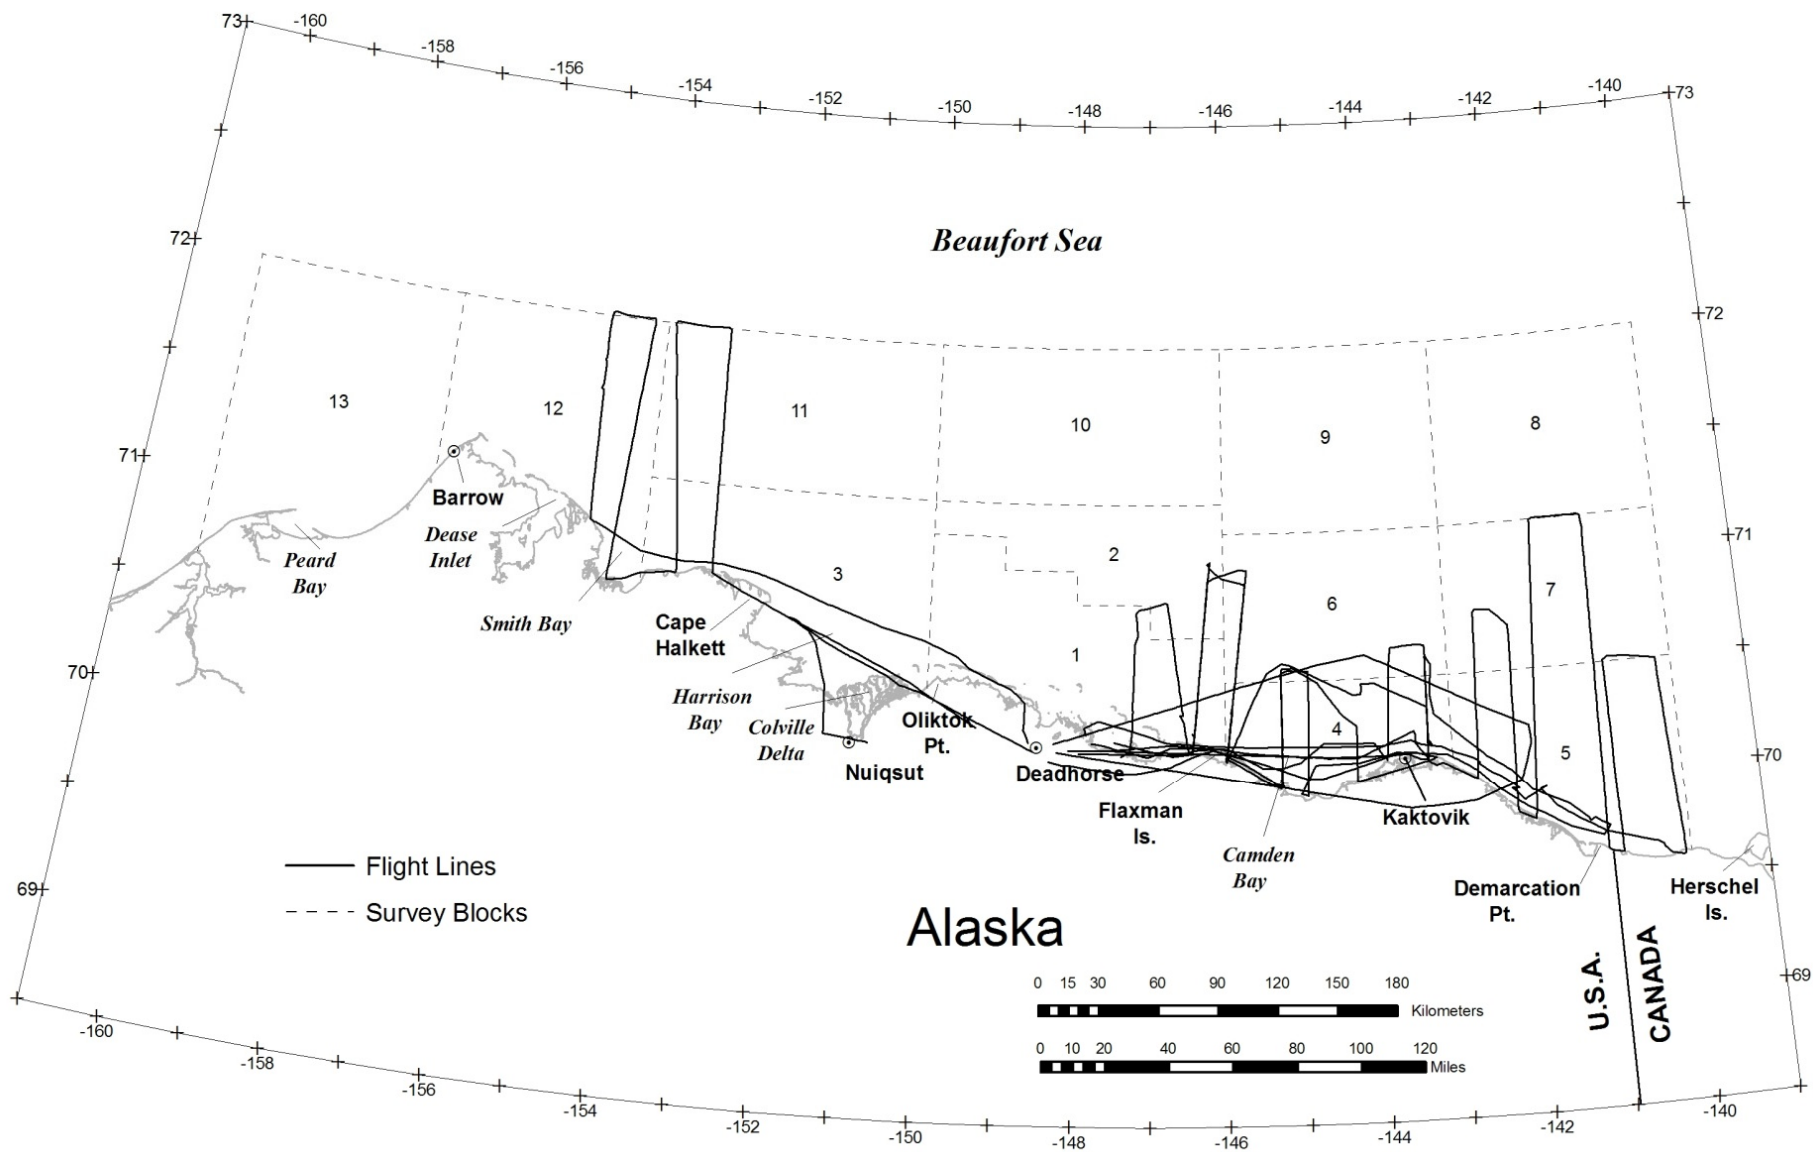 73
-160
-158
-156
-154
-152
-150
-148
-146
-144
-142
-140
73
72
Beaufort Sea
72
13
12
11
10
9
8
71
Barrow
Dease
Inlet
Peard
Bay
Smith Bay
3
2
6
7
71
70
Cape
Halkett
Harrison
Bay
Colville
Delta
Oliktok
Pt.
Nuiqsut
1
4
5
70
Deadhorse
Flaxman
Is.
Kaktovik
Camden
Bay
Demarcation
Pt.
Herschel
Is.
69
Flight Lines
Survey Blocks
Alaska
U.S.A.
CANADA
69
0 15 30 60 90 120 150 180
Kilometers
0 10 20 40 60 80 100 120
Miles
-160
-158
-156
-154
-152
-150
-148
-146
-144
-142
-140